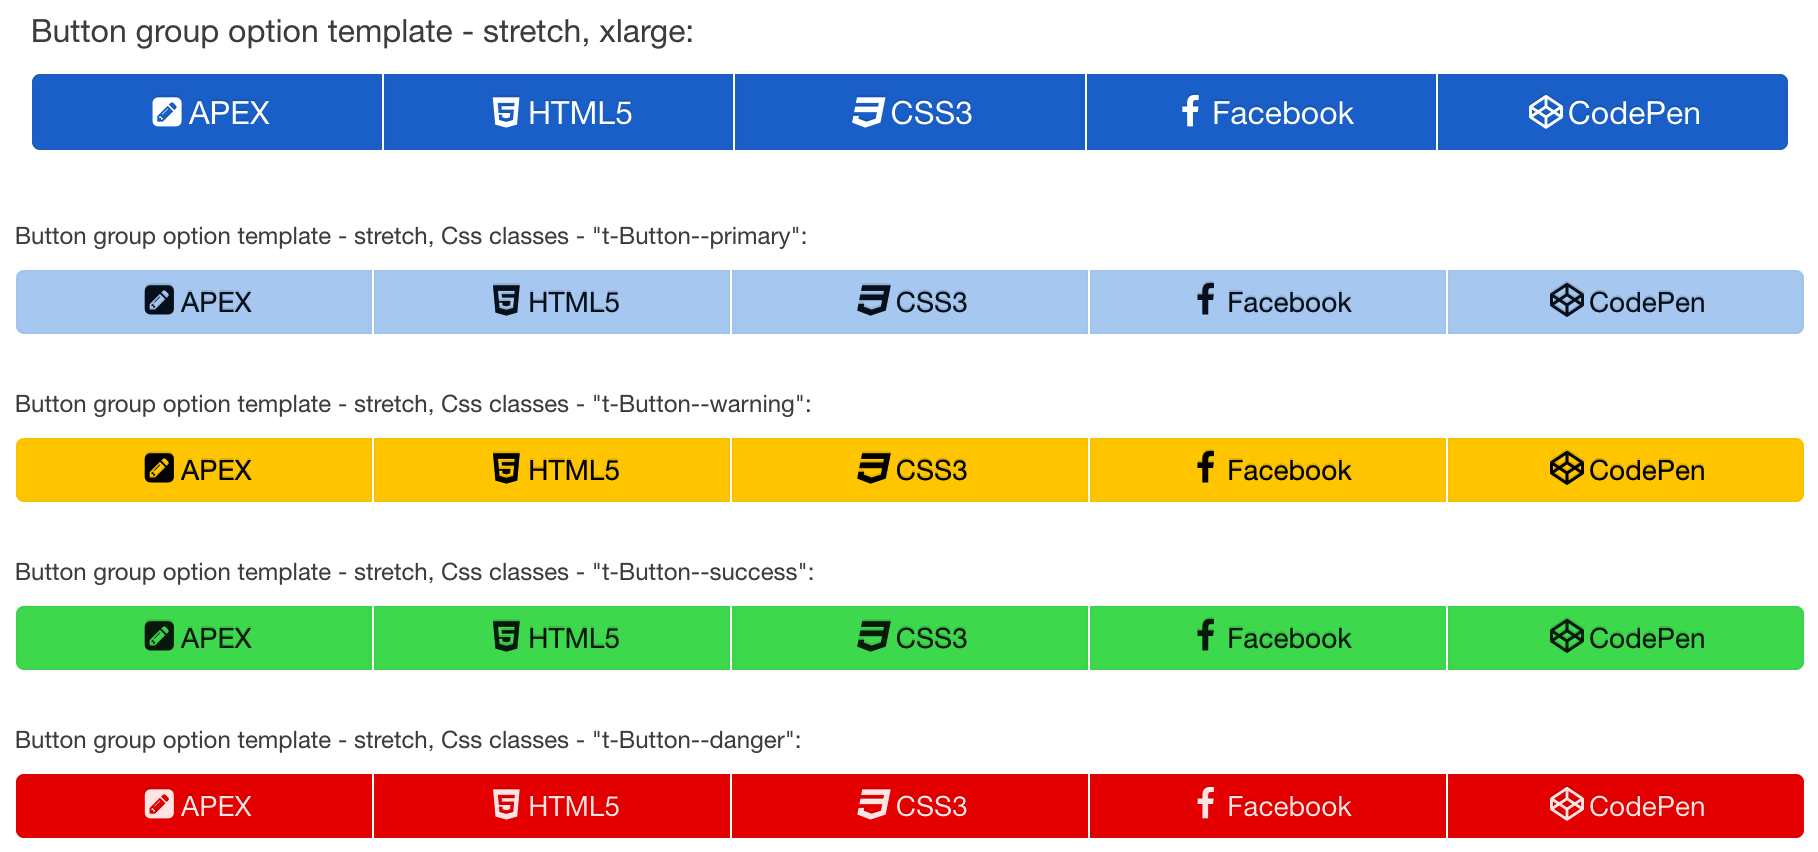 Button group option template - stretch, xlarge:
APEX HTML5 CSS3 Facebook CodePen
Button group option template - stretch, Css classes - "t-Button--primary":
APEX HTML5 CSS3 Facebook CodePen
Button group option template - stretch, Css classes - "t-Button--warning":
APEX HTML5 CSS3 Facebook CodePen
Button group option template - stretch, Css classes - "t-Button--success":
APEX HTML5 CSS3 Facebook CodePen
Button group option template - stretch, Css classes - "t-Button--danger":
APEX HTML5 CSS3 Facebook CodePen